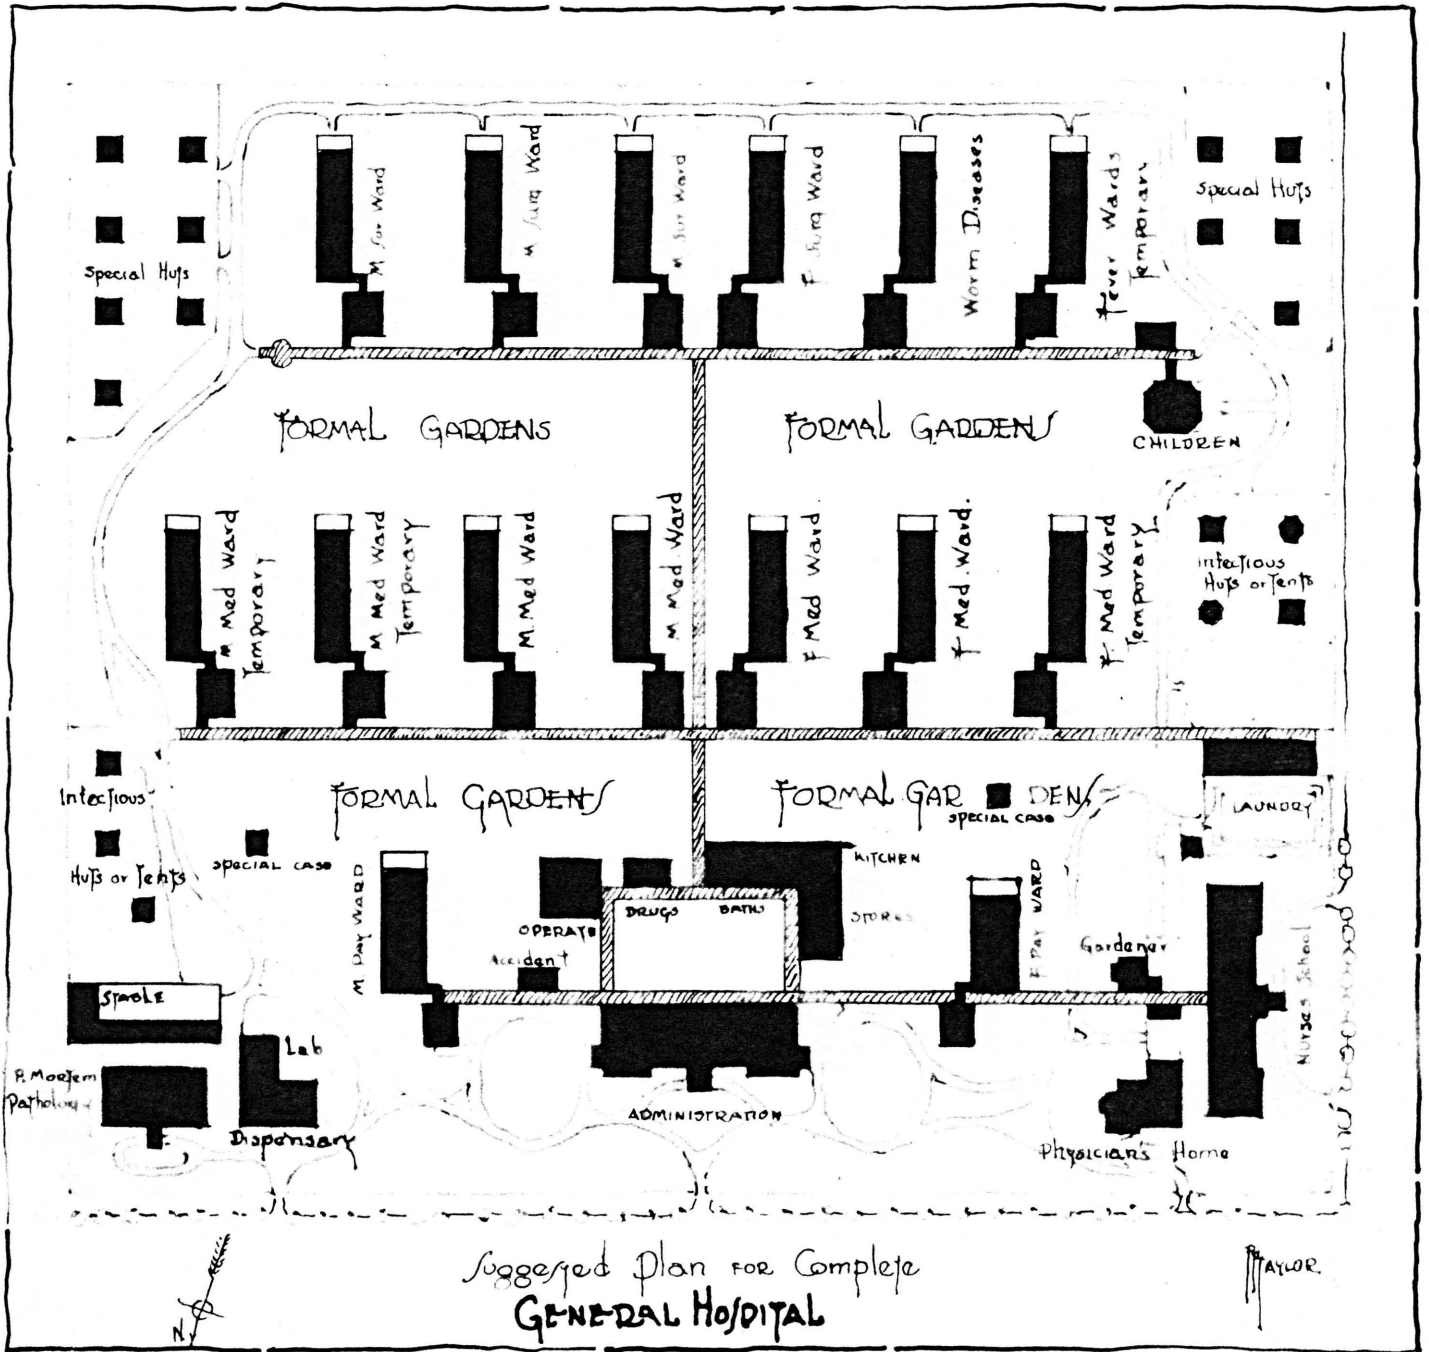 M Sur Ward
M Surg Ward
M Sur Ward
F Surg Ward
Worm Diseases
Fever Wards
Temporary
Special Huts
Special Huts
FORMAL GARDENS
FORMAL GARDENS
CHILDREN
M Med Ward
Temporary
M Med Ward
Temporary
M. Med Ward
M Med. Ward
F Med Ward.
F Med. Ward.
F. Med Ward
Temporary
Infectious
Huts or Tents
Infectious
Huts or Tents
FORMAL GARDENS
FORMAL GARDENS
SPECIAL CASE
LAUNDRY
SPECIAL CASE
M. PAY WARD
OPERATE
DRUGS
BATHS
KITCHEN
STORES
F PAY WARD
Accident
Gardener
Nurses School
STABLE
Lab
P. Mortem
Pathology
Dispensary
ADMINISTRATION
Physician's Home
Suggested Plan FOR Complete
GENERAL HOSPITAL
TAYLOR
N